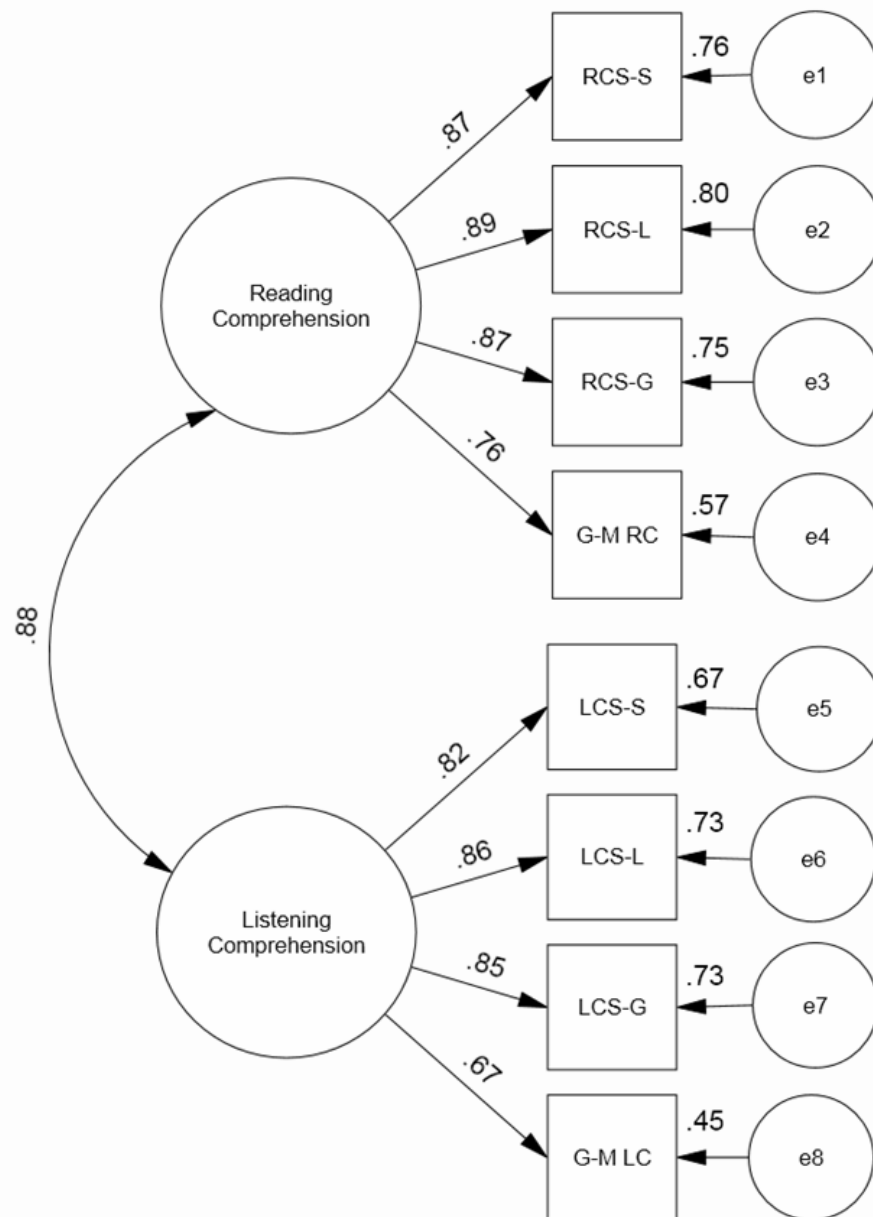 RCS-S
.76
e1
.87
RCS-L
.80
e2
.89
Reading
Comprehension
.87
RCS-G
.75
e3
.76
G-M RC
.57
e4
.88
LCS-S
.67
e5
.82
LCS-L
.73
e6
.86
Listening
Comprehension
.85
LCS-G
.73
e7
.67
G-M LC
.45
e8